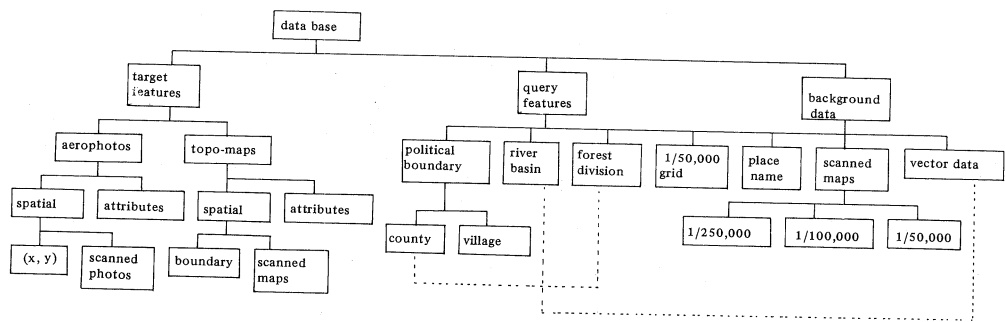 data base
target
features
query
features
background
data
aerophotos
topo-maps
political
boundary
river
basin
forest
division
1/50,000
grid
place
name
scanned
maps
vector data
spatial
attributes
spatial
attributes
county
village
1/250,000
1/100,000
1/50,000
(x, y)
scanned
photos
boundary
scanned
maps